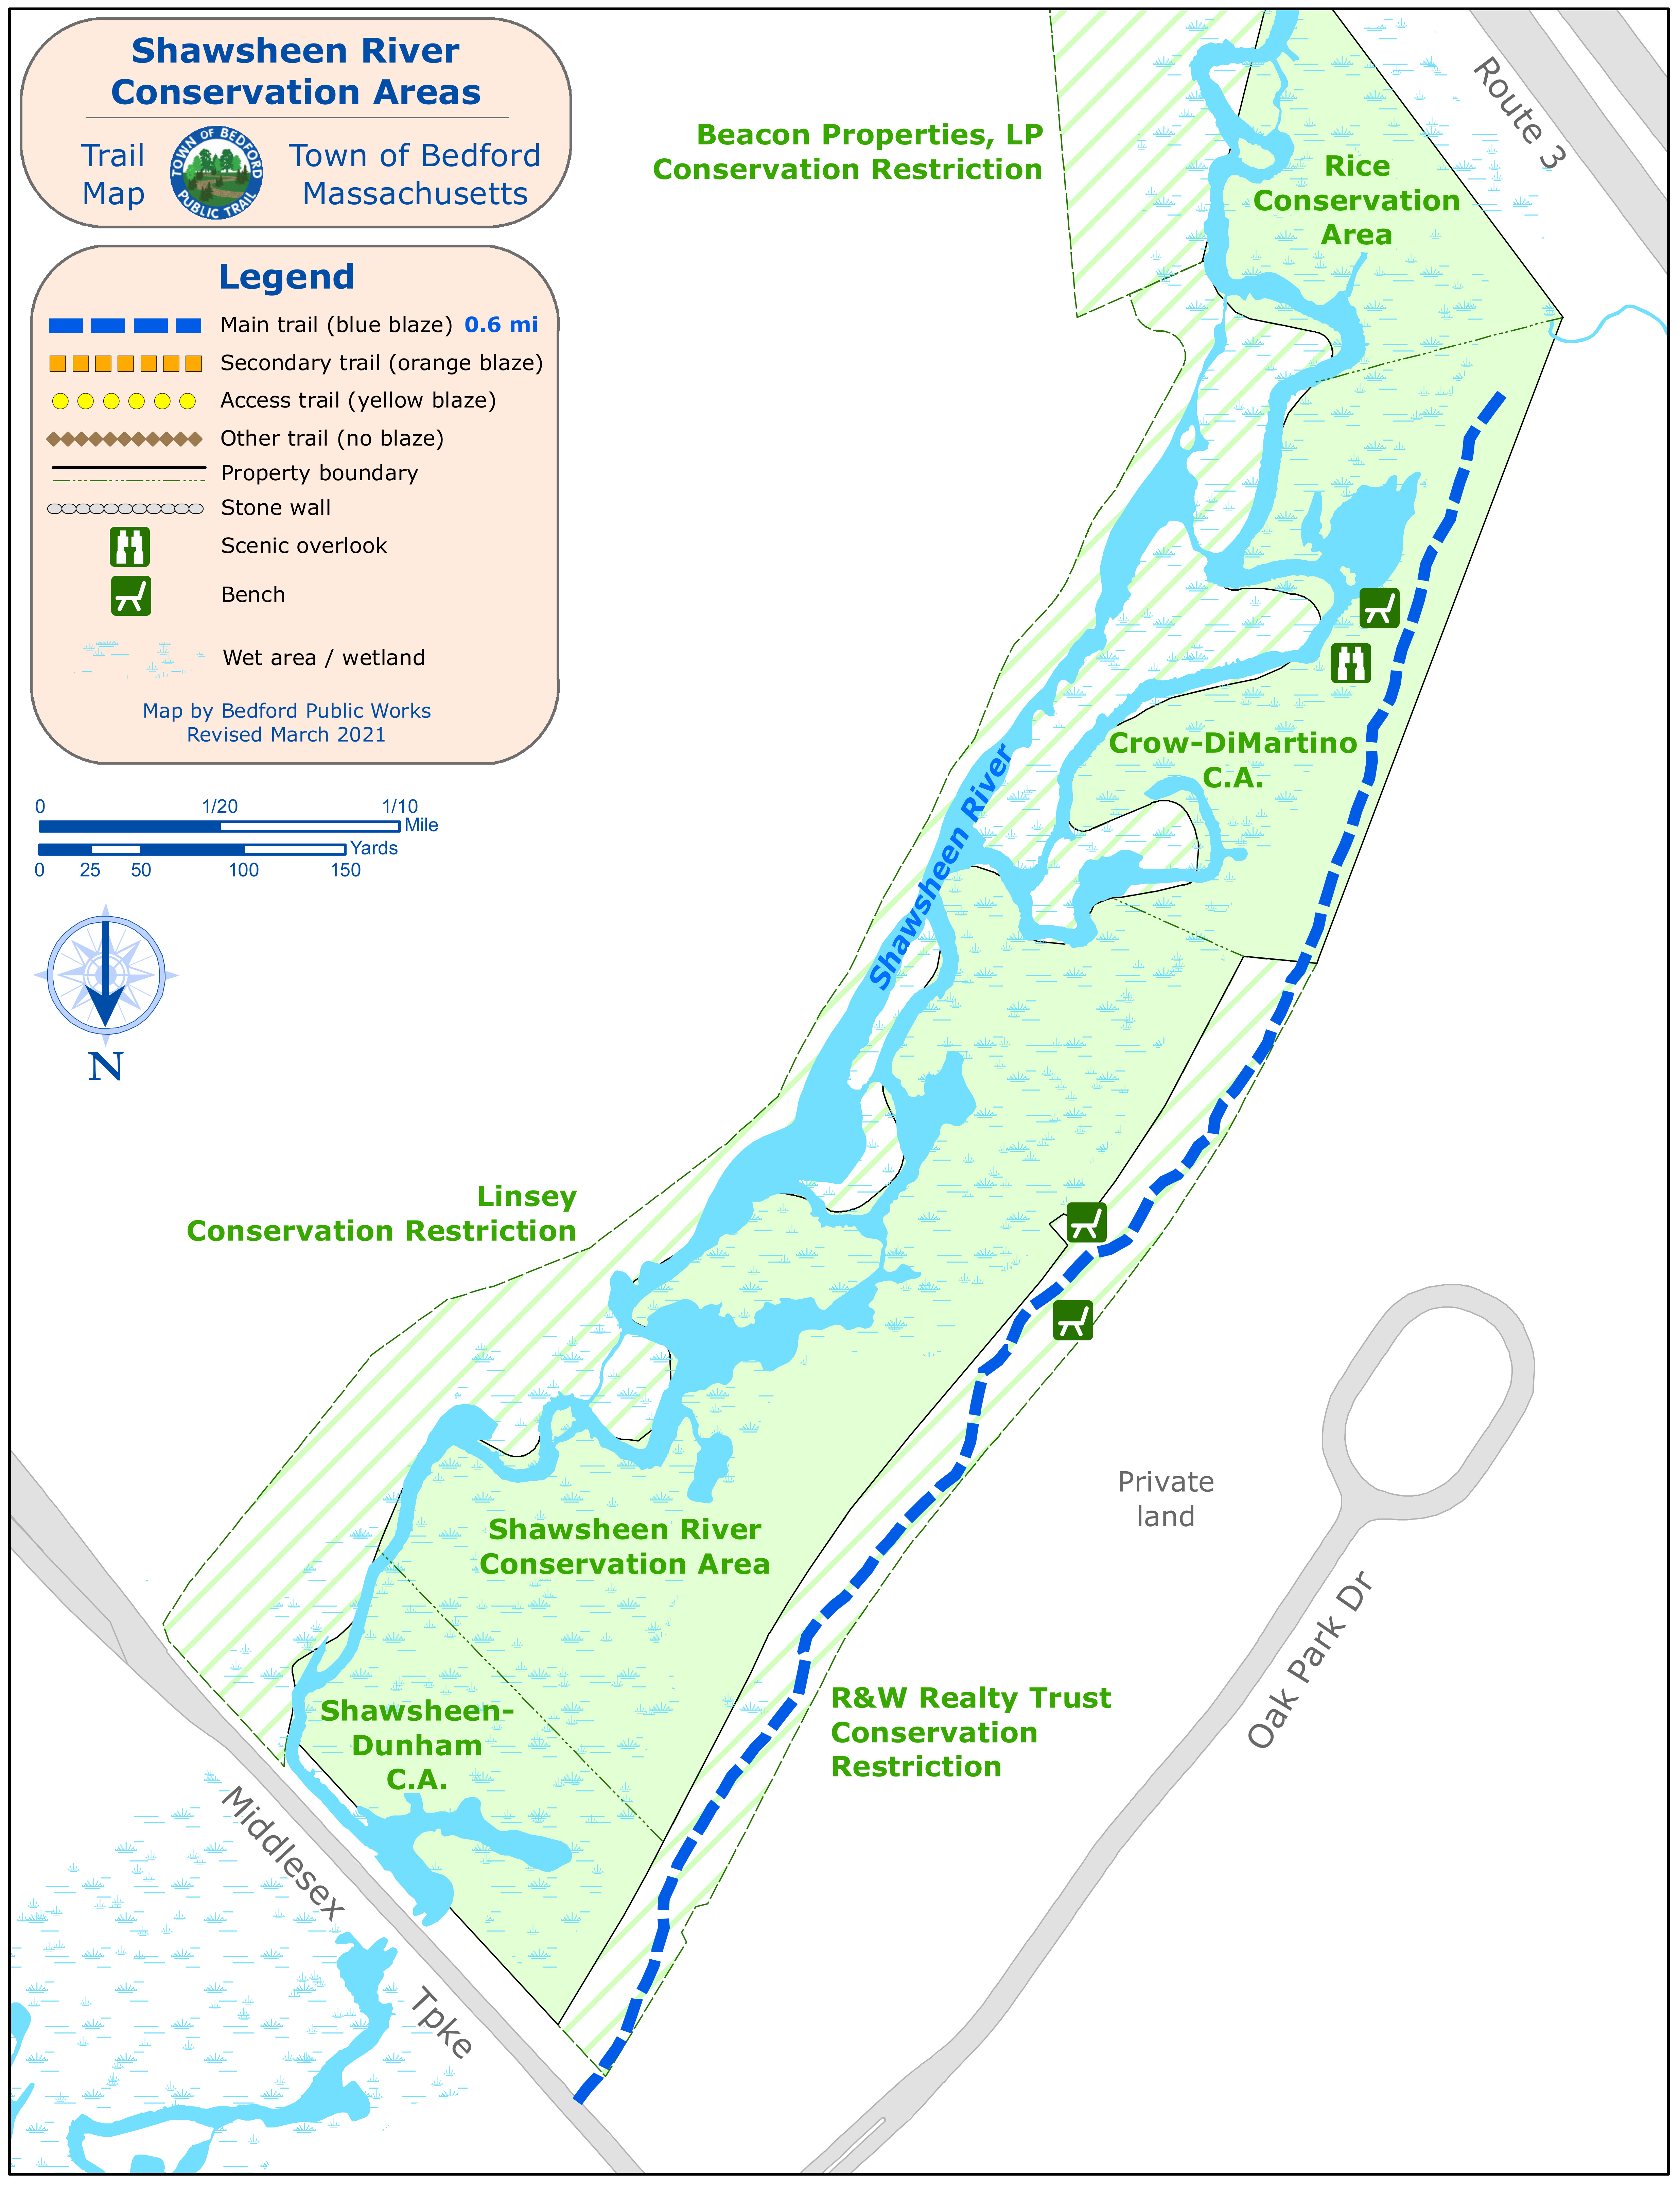 Shawsheen River
Conservation Areas
Trail
Map
TOWN OF BEDFORD
PUBLIC TRAIL
Town of Bedford
Massachusetts
Legend
Main trail (blue blaze) 0.6 mi
Secondary trail (orange blaze)
Access trail (yellow blaze)
Other trail (no blaze)
Property boundary
Stone wall
Scenic overlook
Bench
Wet area / wetland
Map by Bedford Public Works
Revised March 2021
0 1/20 1/10
Mile
Yards
0 25 50 100 150
N
Beacon Properties, LP
Conservation Restriction
Rice
Conservation
Area
Route 3
Crow-DiMartino
C.A.
Shawsheen River
Linsey
Conservation Restriction
Private
land
Shawsheen River
Conservation Area
Oak Park Dr
R&W Realty Trust
Conservation
Restriction
Shawsheen-
Dunham
C.A.
Middlesex
Tpke